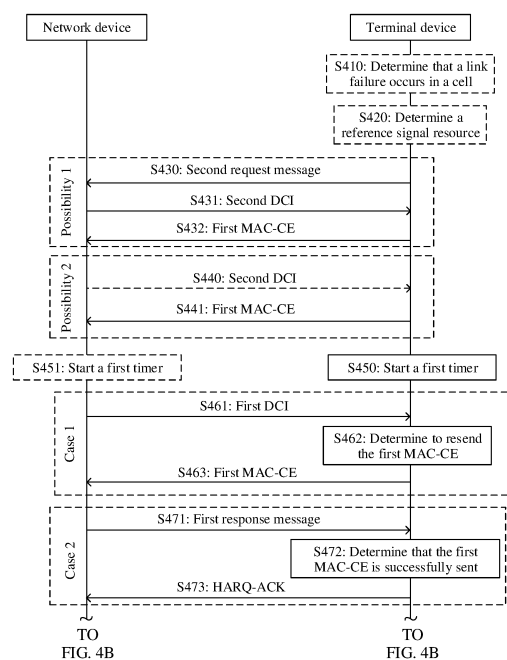 Network device
Terminal device
S410: Determine that a link
failure occurs in a cell
S420: Determine a
reference signal resource
Possibility 1
S430: Second request message
S431: Second DCI
S432: First MAC-CE
Possibility 2
S440: Second DCI
S441: First MAC-CE
S451: Start a first timer
S450: Start a first timer
Case 1
S461: First DCI
S462: Determine to resend
the first MAC-CE
S463: First MAC-CE
Case 2
S471: First response message
S472: Determine that the first
MAC-CE is successfully sent
S473: HARQ-ACK
TO
FIG. 4B
TO
FIG. 4B